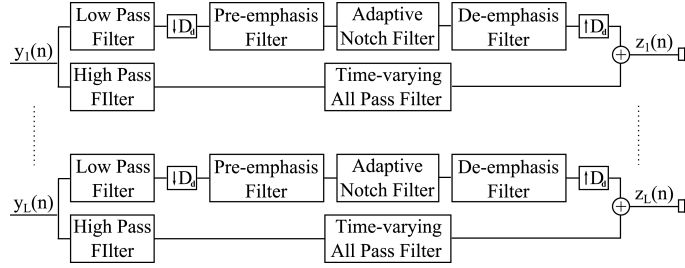 Low Pass
Filter
↓D_d
Pre-emphasis
Filter
Adaptive
Notch Filter
De-emphasis
Filter
↑D_d
y_1(n)
z_1(n)
+
High Pass
FIlter
Time-varying
All Pass Filter
Low Pass
Filter
↓D_d
Pre-emphasis
Filter
Adaptive
Notch Filter
De-emphasis
Filter
↑D_d
y_L(n)
z_L(n)
+
High Pass
FIlter
Time-varying
All Pass Filter